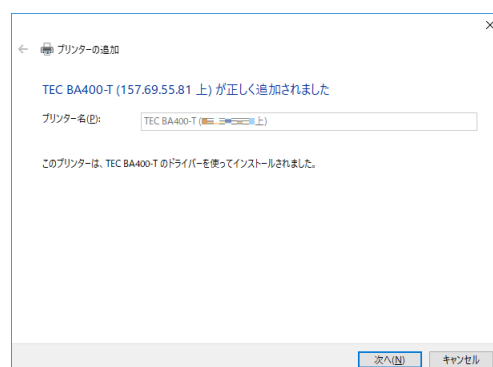 プリンターの追加
TEC BA400-T (157.69.55.81 上) が正しく追加されました
プリンター名(P): TEC BA400-T ( 上)
このプリンターは、TEC BA400-T のドライバーを使ってインストールされました。
次へ(N) キャンセル